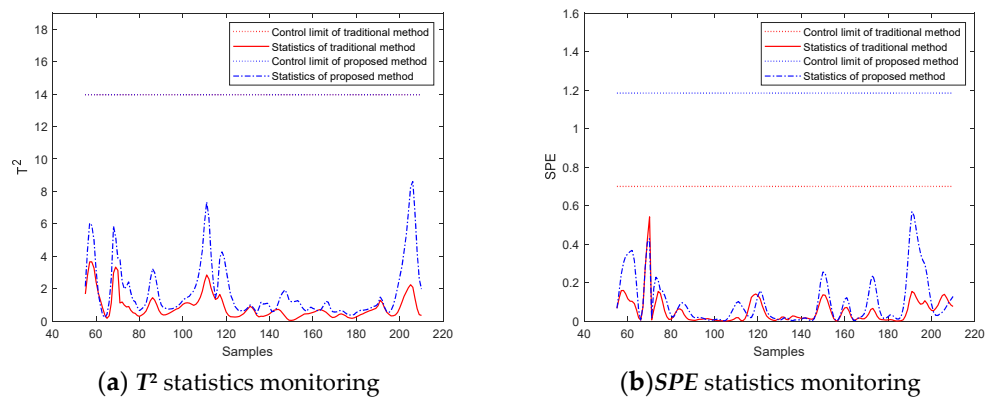 18
16
14
12
10
8
6
4
2
0
T²
40 60 80 100 120 140 160 180 200 220
Samples
Control limit of traditional method
Statistics of traditional method
Control limit of proposed method
Statistics of proposed method
(a) T² statistics monitoring
1.6
1.4
1.2
1
0.8
0.6
0.4
0.2
0
SPE
40 60 80 100 120 140 160 180 200 220
Samples
Control limit of traditional method
Statistics of traditional method
Control limit of proposed method
Statistics of proposed method
(b)SPE statistics monitoring